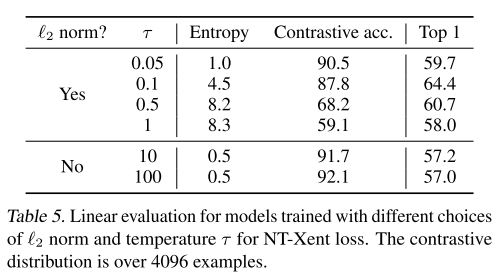 ℓ2 norm? τ Entropy Contrastive acc. Top 1
0.05 1.0 90.5 59.7
0.1 4.5 87.8 64.4
Yes
0.5 8.2 68.2 60.7
1 8.3 59.1 58.0
10 0.5 91.7 57.2
No
100 0.5 92.1 57.0
Table 5. Linear evaluation for models trained with different choices
of ℓ2 norm and temperature τ for NT-Xent loss. The contrastive
distribution is over 4096 examples.